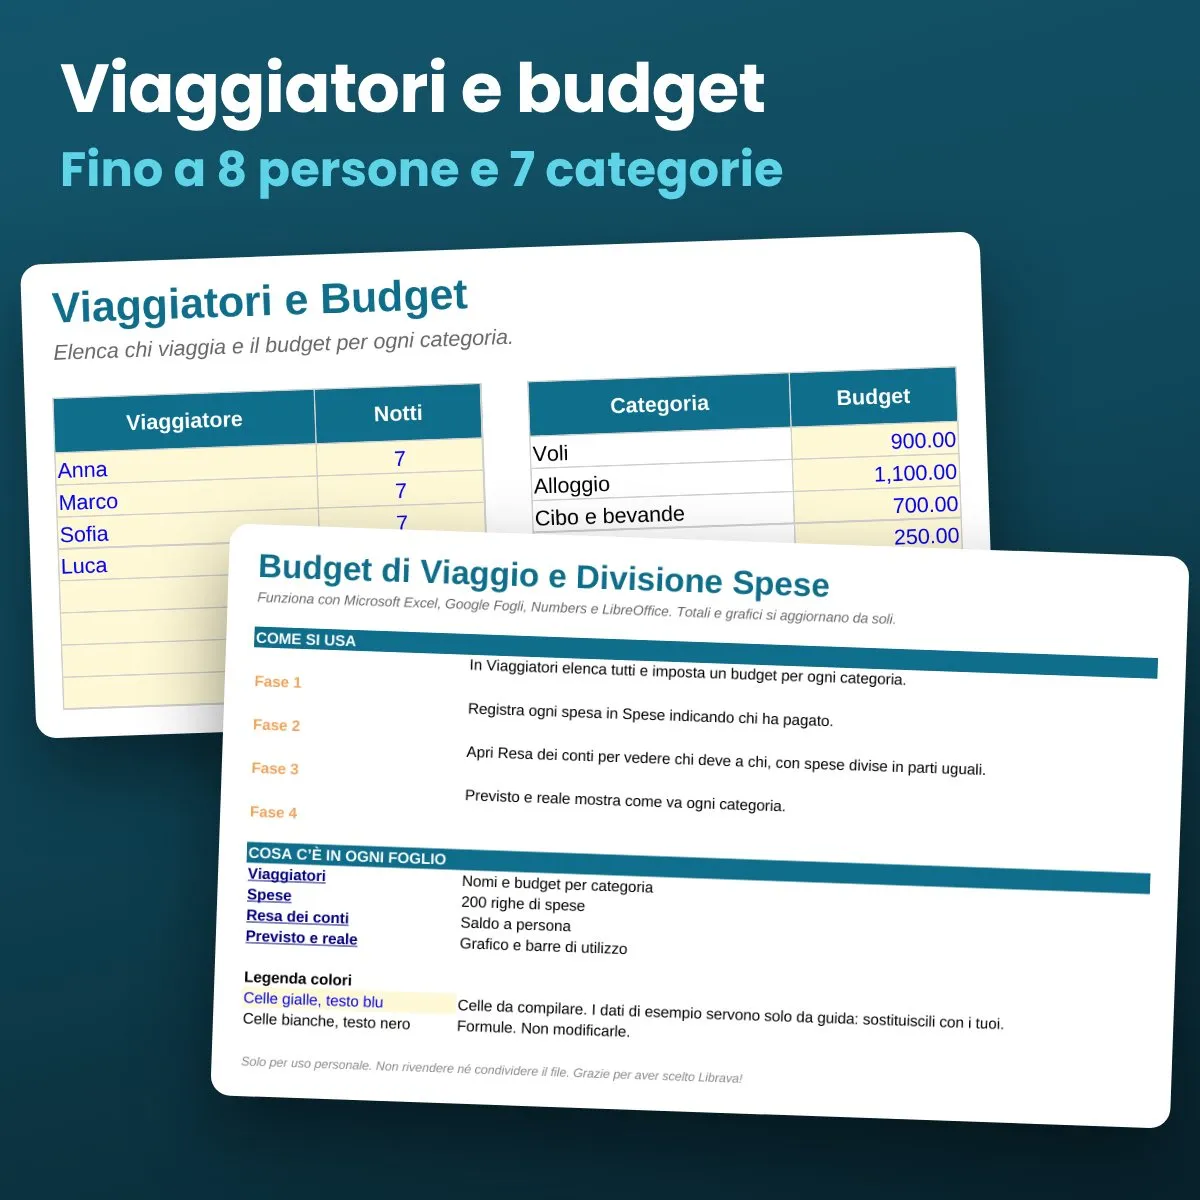 Viaggiatori e budget
Fino a 8 persone e 7 categorie
Viaggiatori e Budget
Elenca chi viaggia e il budget per ogni categoria.
Viaggiatore Notti
Anna 7
Marco 7
Sofia 7
Luca
Categoria Budget
Voli 900.00
Alloggio 1,100.00
Cibo e bevande 700.00
250.00
Budget di Viaggio e Divisione Spese
Funziona con Microsoft Excel, Google Fogli, Numbers e LibreOffice. Totali e grafici si aggiornano da soli.
COME SI USA
Fase 1 In Viaggiatori elenca tutti e imposta un budget per ogni categoria.
Fase 2 Registra ogni spesa in Spese indicando chi ha pagato.
Fase 3 Apri Resa dei conti per vedere chi deve a chi, con spese divise in parti uguali.
Fase 4 Previsto e reale mostra come va ogni categoria.
COSA C’È IN OGNI FOGLIO
Viaggiatori Nomi e budget per categoria
Spese 200 righe di spese
Resa dei conti Saldo a persona
Previsto e reale Grafico e barre di utilizzo
Legenda colori
Celle gialle, testo blu Celle da compilare. I dati di esempio servono solo da guida: sostituiscili con i tuoi.
Celle bianche, testo nero Formule. Non modificarle.
Solo per uso personale. Non rivendere né condividere il file. Grazie per aver scelto Librava!